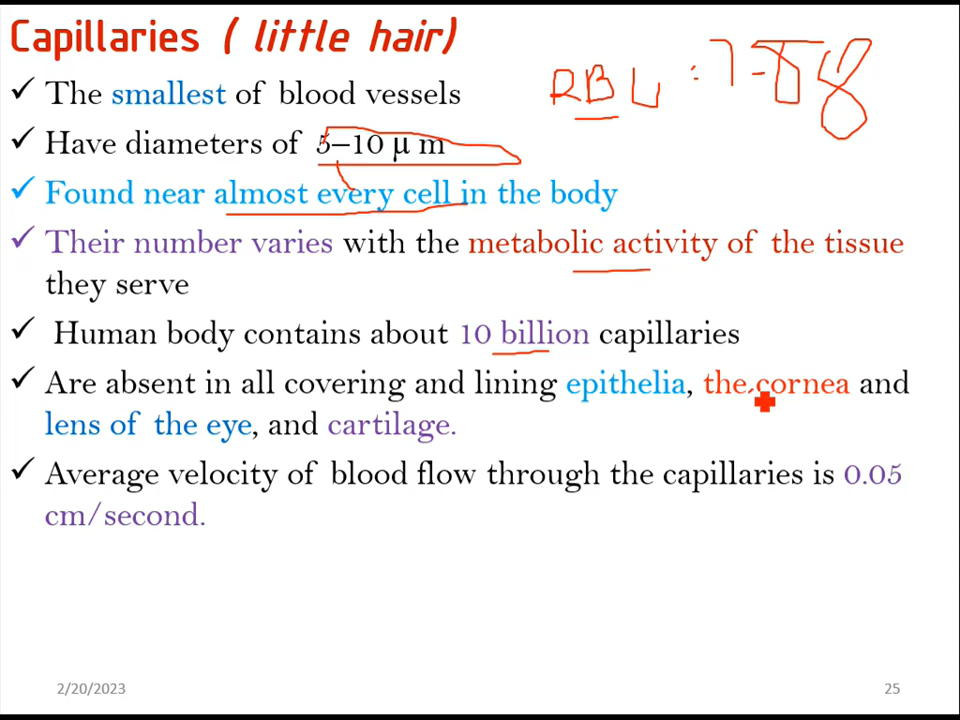 Capillaries ( little hair)
RBC : 7-8
✓ The smallest of blood vessels
✓ Have diameters of 5–10 µ m
✓ Found near almost every cell in the body
✓ Their number varies with the metabolic activity of the tissue
they serve
✓ Human body contains about 10 billion capillaries
✓ Are absent in all covering and lining epithelia, the cornea and
lens of the eye, and cartilage.
✓ Average velocity of blood flow through the capillaries is 0.05
cm/second.
2/20/2023
25